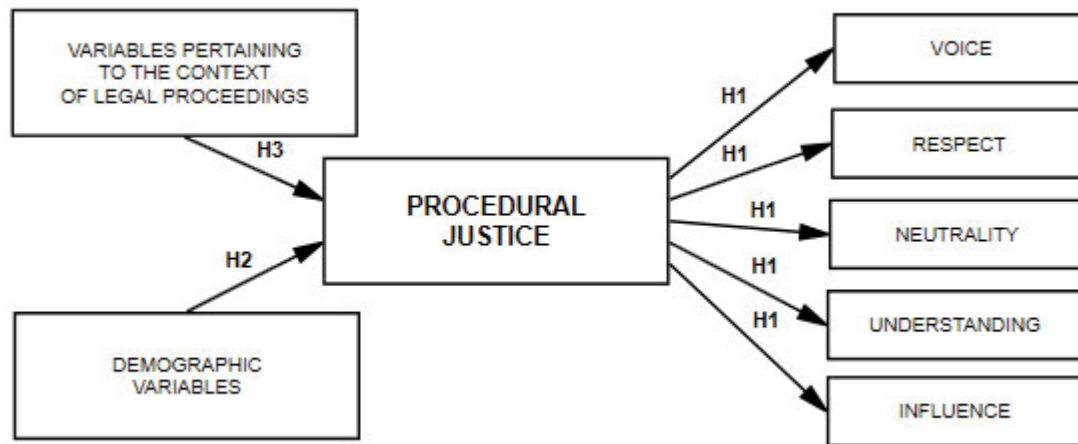 VARIABLES PERTAINING
TO THE CONTEXT
OF LEGAL PROCEEDINGS
H3
H2
DEMOGRAPHIC
VARIABLES
PROCEDURAL
JUSTICE
H1
H1
H1
H1
H1
VOICE
RESPECT
NEUTRALITY
UNDERSTANDING
INFLUENCE